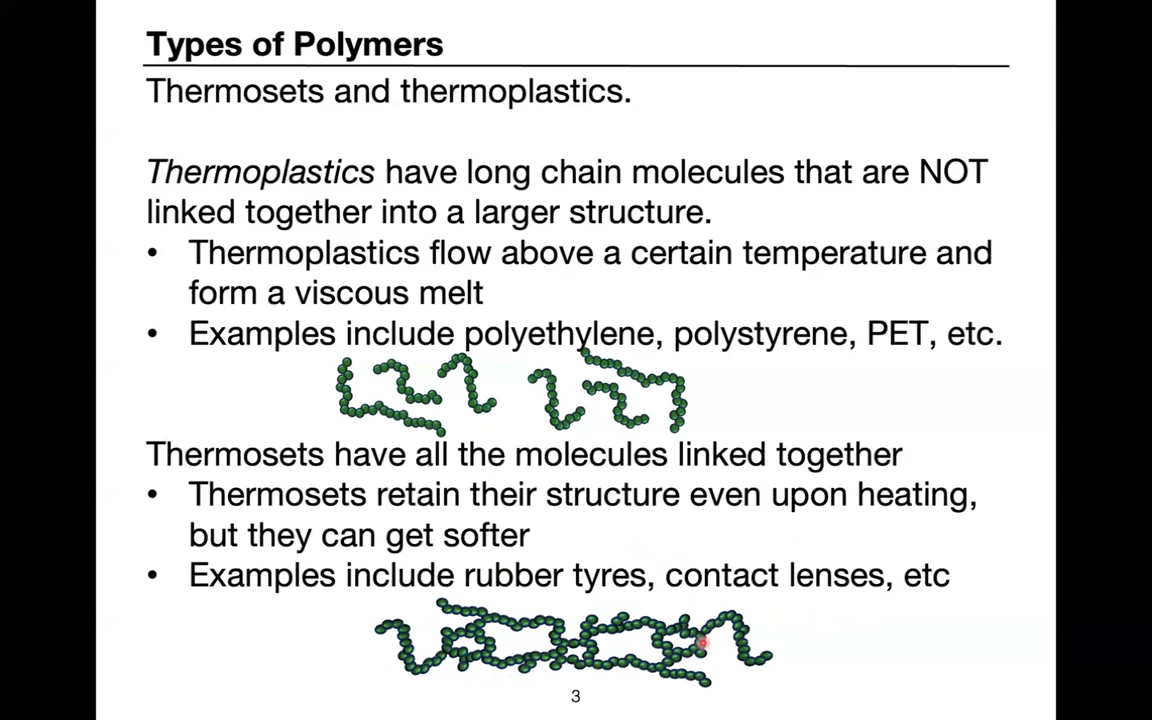 Types of Polymers
Thermosets and thermoplastics.
Thermoplastics have long chain molecules that are NOT
linked together into a larger structure.
• Thermoplastics flow above a certain temperature and
form a viscous melt
• Examples include polyethylene, polystyrene, PET, etc.
Thermosets have all the molecules linked together
• Thermosets retain their structure even upon heating,
but they can get softer
• Examples include rubber tyres, contact lenses, etc
3